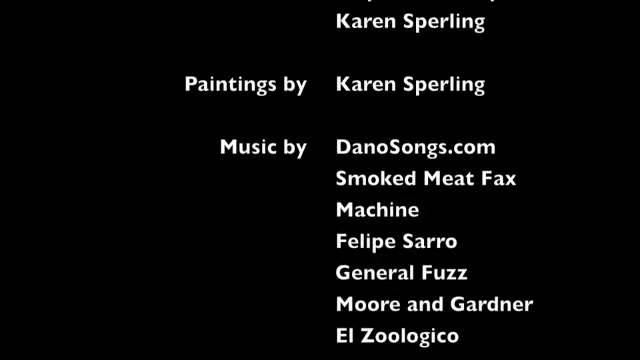 Karen Sperling
Paintings by Karen Sperling
Music by DanoSongs.com
Smoked Meat Fax
Machine
Felipe Sarro
General Fuzz
Moore and Gardner
El Zoologico